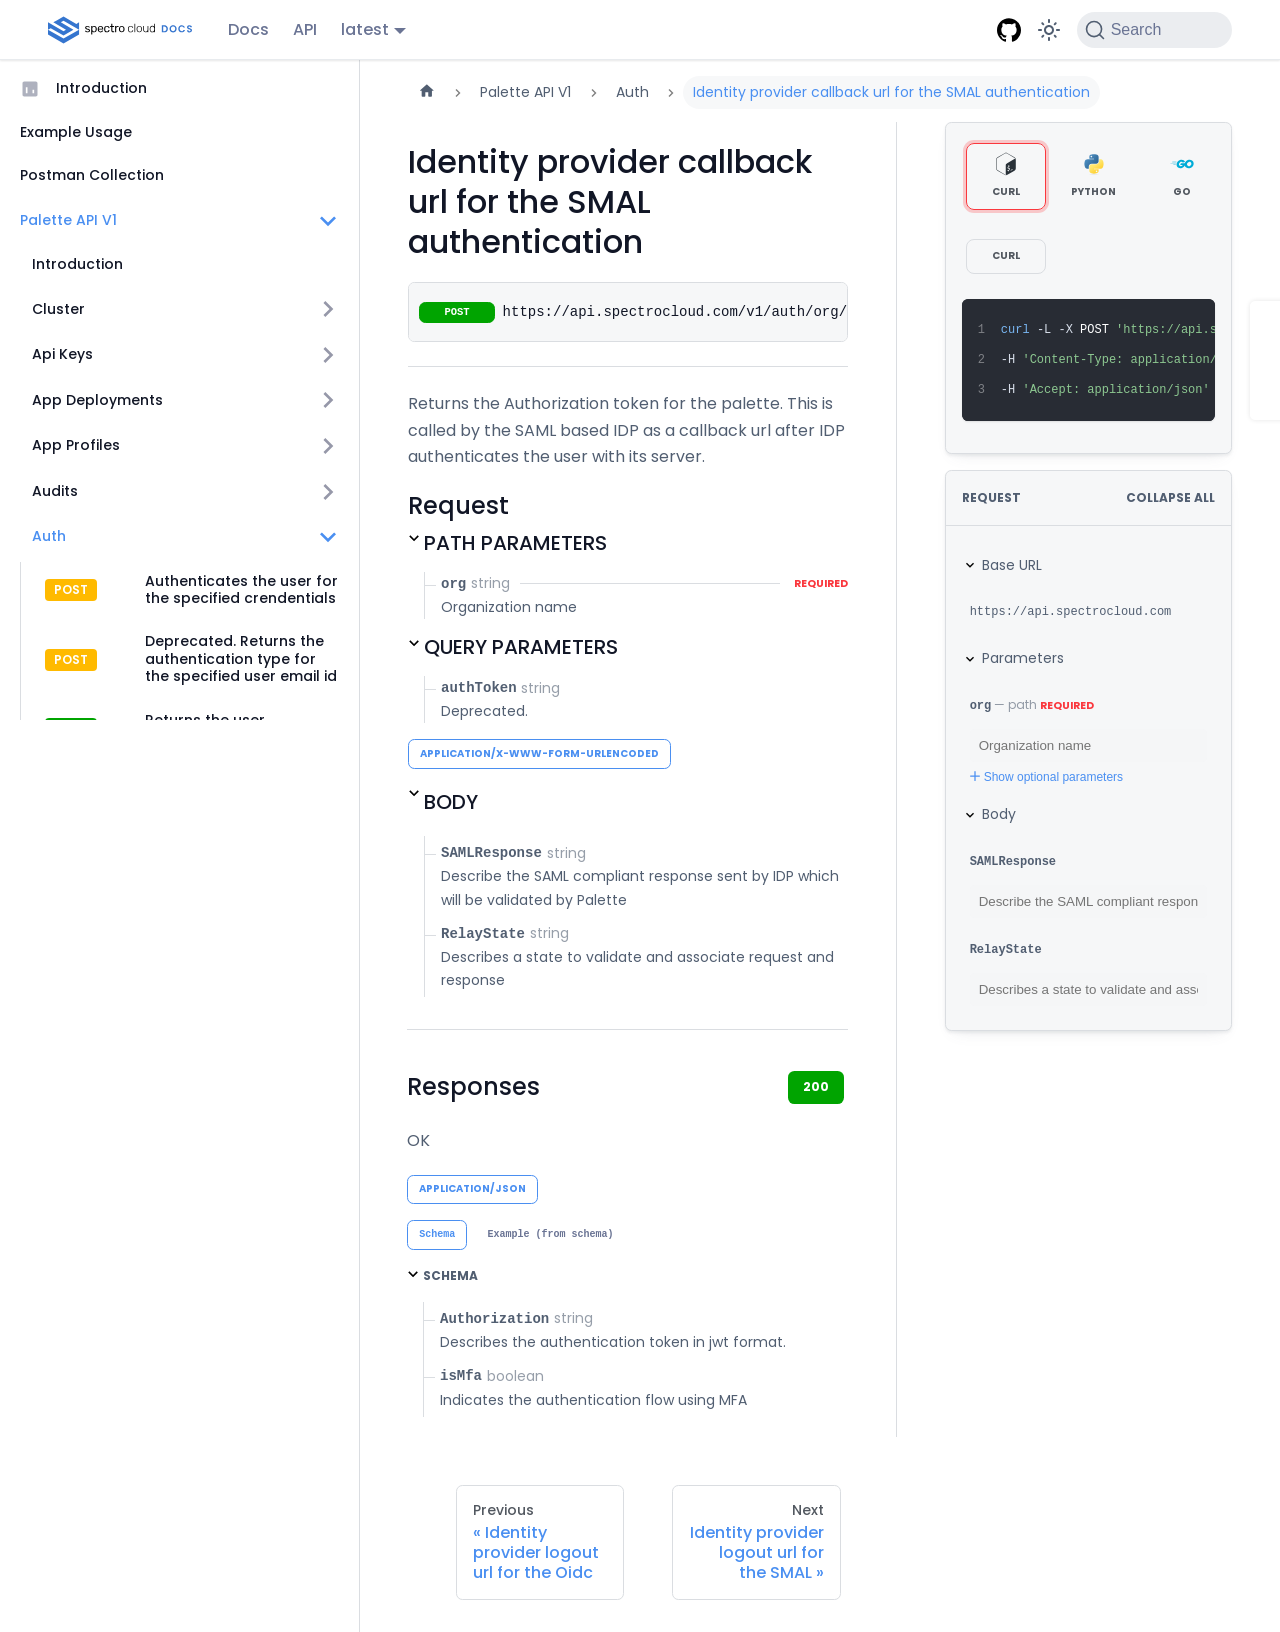 spectro cloud DOCS
Docs
API
latest
Search
Introduction
Example Usage
Postman Collection
Palette API V1
Introduction
Cluster
Api Keys
App Deployments
App Profiles
Audits
Auth
POST
Authenticates the user for
the specified crendentials
POST
Deprecated. Returns the
authentication type for
the specified user email id
Returns the user
Palette API V1
Auth
Identity provider callback url for the SMAL authentication
Identity provider callback
url for the SMAL
authentication
POST https://api.spectrocloud.com/v1/auth/org/
Returns the Authorization token for the palette. This is
called by the SAML based IDP as a callback url after IDP
authenticates the user with its server.
Request
PATH PARAMETERS
org string REQUIRED
Organization name
QUERY PARAMETERS
authToken string
Deprecated.
APPLICATION/X-WWW-FORM-URLENCODED
BODY
SAMLResponse string
Describe the SAML compliant response sent by IDP which
will be validated by Palette
RelayState string
Describes a state to validate and associate request and
response
Responses
200
OK
APPLICATION/JSON
Schema
Example (from schema)
SCHEMA
Authorization string
Describes the authentication token in jwt format.
isMfa boolean
Indicates the authentication flow using MFA
Previous
« Identity
provider logout
url for the Oidc
Next
Identity provider
logout url for
the SMAL »
CURL
PYTHON
GO
CURL
1 curl -L -X POST 'https://api.s
2 -H 'Content-Type: application/
3 -H 'Accept: application/json'
REQUEST
COLLAPSE ALL
Base URL
https://api.spectrocloud.com
Parameters
org — path REQUIRED
Organization name
Show optional parameters
Body
SAMLResponse
Describe the SAML compliant respon
RelayState
Describes a state to validate and asso